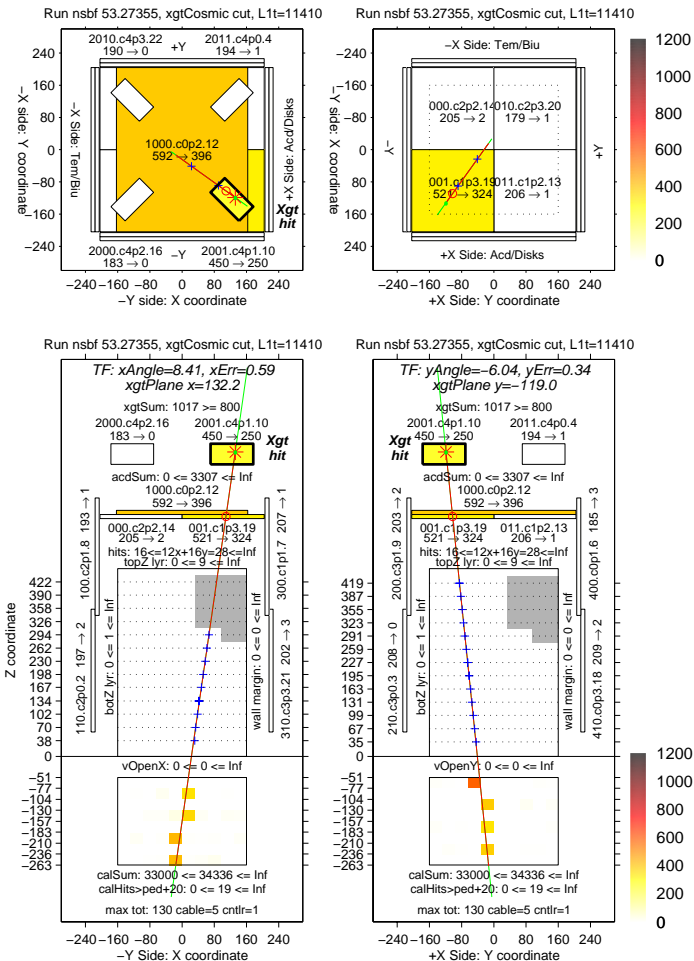 Run nsbf 53.27355, xgtCosmic cut, L1t=11410
2010.c4p3.22
190 → 0
+Y
2011.c4p0.4
194 → 1
−X Side: Tem/Biu
1000.c0p2.12
592 → 396
+X Side: Acd/Disks
Xgt
hit
2000.c4p2.16
183 → 0
−Y
2001.c4p1.10
450 → 250
−X Side: Y coordinate
240
160
80
0
−80
−160
−240
−240 −160 −80 0 80 160 240
−Y side: X coordinate
Run nsbf 53.27355, xgtCosmic cut, L1t=11410
−X Side: Tem/Biu
205 → 2
179 → 1
−Y
+Y
521 → 324
011.c1p2.13
206 → 1
+X Side: Acd/Disks
−Y Side: X coordinate
240
160
80
0
−80
−160
−240
−240 −160 −80 0 80 160 240
+X Side: Y coordinate
1200
1000
800
600
400
200
0
Run nsbf 53.27355, xgtCosmic cut, L1t=11410
TF: xAngle=8.41, xErr=0.59
xgtPlane x=132.2
xgtSum: 1017 >= 800
2000.c4p2.16
183 → 0
2001.c4p1.10
450 → 250
Xgt
hit
acdSum: 0 <= 3307 <= Inf
1000.c0p2.12
592 → 396
000.c2p2.14
205 → 2
001.c1p3.19
521 → 324
hits: 16<=12x+16y=28<=Inf
topZ lyr: 0 <= 9 <= Inf
100.c2p1.8 193 → 1
110.c2p0.2 197 → 2
300.c1p1.7 207 → 1
310.c3p3.21 202 → 3
botZ lyr: 0 <= 1 <= Inf
wall margin: 0 <= 0 <= Inf
vOpenX: 0 <= 0 <= Inf
calSum: 33000 <= 34336 <= Inf
calHits>ped+20: 0 <= 19 <= Inf
max tot: 130 cable=5 cntlr=1
Z coordinate
422
390
358
326
294
262
230
198
167
134
102
70
38
0
−51
−77
−104
−130
−157
−183
−210
−236
−263
−240 −160 −80 0 80 160 240
−Y Side: X coordinate
Run nsbf 53.27355, xgtCosmic cut, L1t=11410
TF: yAngle=−6.04, yErr=0.34
xgtPlane y=−119.0
xgtSum: 1017 >= 800
Xgt
hit
2001.c4p1.10
450 → 250
2011.c4p0.4
194 → 1
acdSum: 0 <= 3307 <= Inf
1000.c0p2.12
592 → 396
001.c1p3.19
521 → 324
011.c1p2.13
206 → 1
hits: 16<=12x+16y=28<=Inf
topZ lyr: 0 <= 9 <= Inf
200.c3p1.9 203 → 2
210.c3p0.3 208 → 0
400.c0p1.6 185 → 3
410.c0p3.18 209 → 2
botZ lyr: 0 <= 1 <= Inf
wall margin: 0 <= 0 <= Inf
vOpenY: 0 <= 0 <= Inf
calSum: 33000 <= 34336 <= Inf
calHits>ped+20: 0 <= 19 <= Inf
max tot: 130 cable=5 cntlr=1
419
387
355
323
291
259
227
195
163
131
99
67
35
0
−51
−77
−104
−130
−157
−183
−210
−236
−263
−240 −160 −80 0 80 160 240
+X Side: Y coordinate
1200
1000
800
600
400
200
0